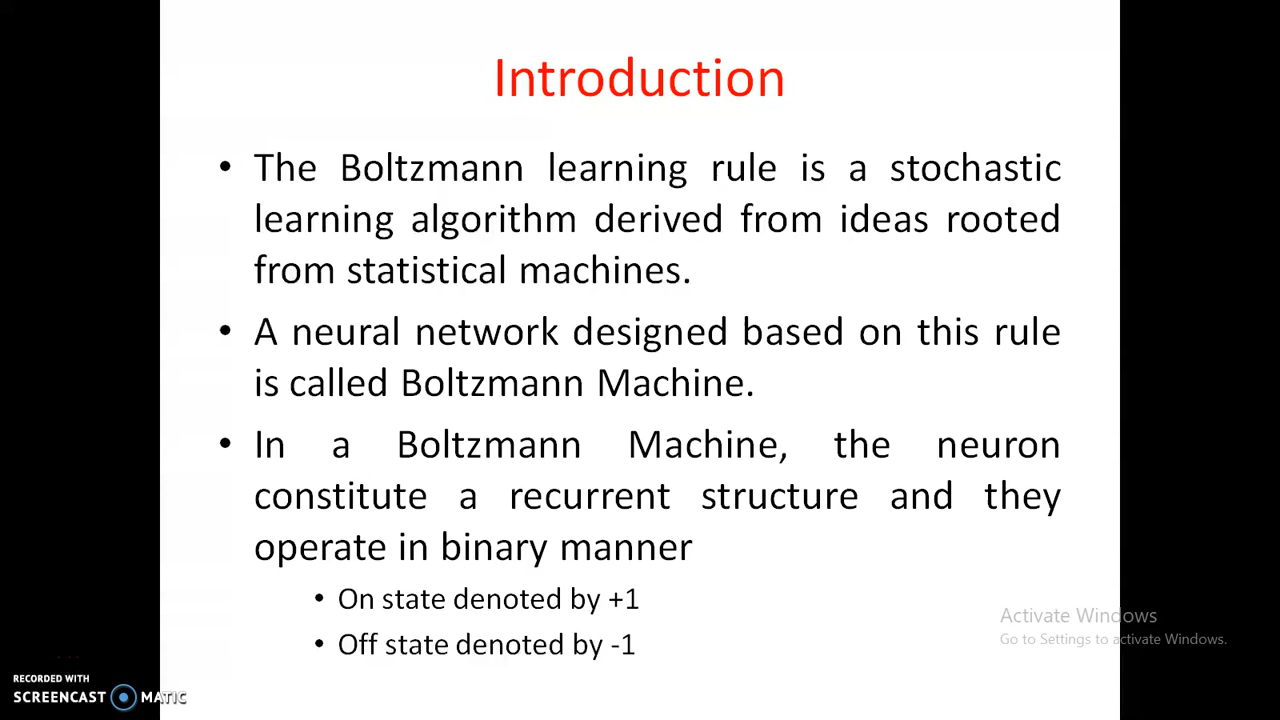 Introduction
• The Boltzmann learning rule is a stochastic
learning algorithm derived from ideas rooted
from statistical machines.
• A neural network designed based on this rule
is called Boltzmann Machine.
• In a Boltzmann Machine, the neuron
constitute a recurrent structure and they
operate in binary manner
• On state denoted by +1
• Off state denoted by -1
Activate Windows
Go to Settings to activate Windows.
RECORDED WITH
SCREENCAST MATIC